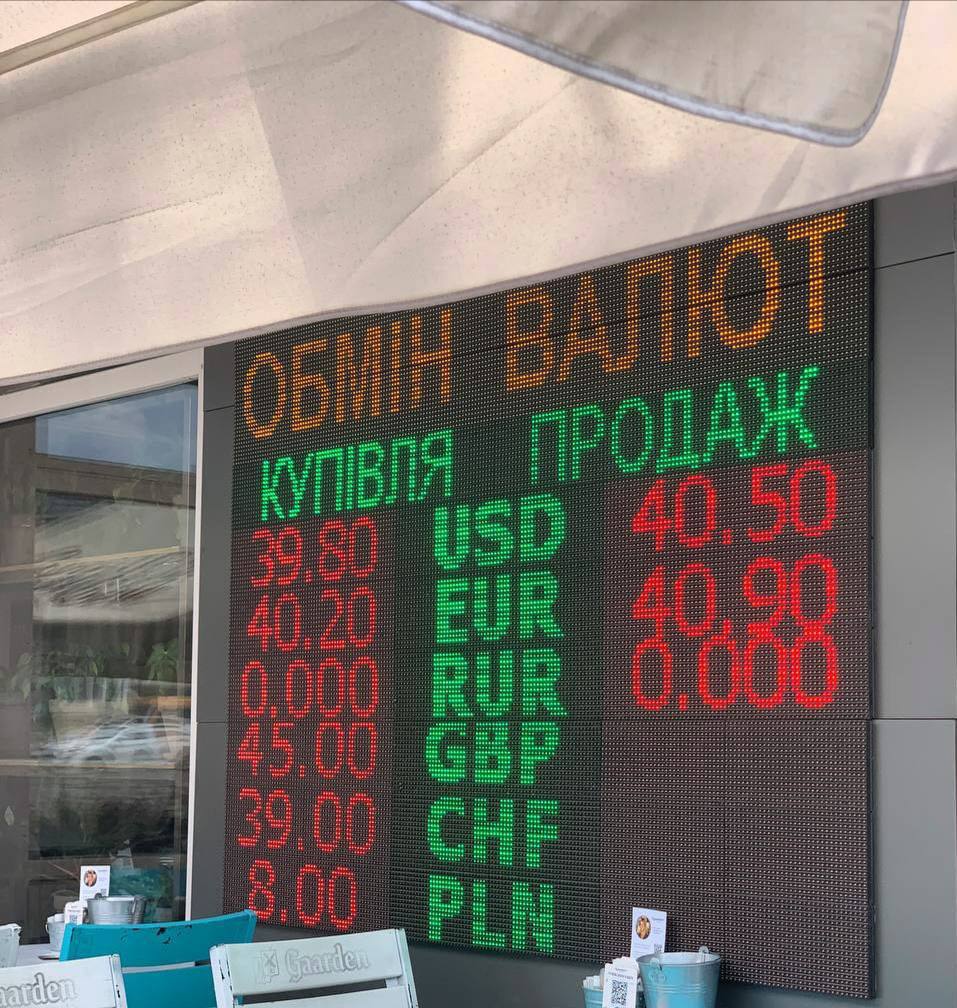 ОБМІН ВАЛЮТ
КУПІВЛЯ ПРОДАЖ
39.80 USD 40.50
40.20 EUR 40.90
0.000 RUR 0.000
45.00 GBP
39.00 CHF
8.00 PLN
Gaarden
aarden